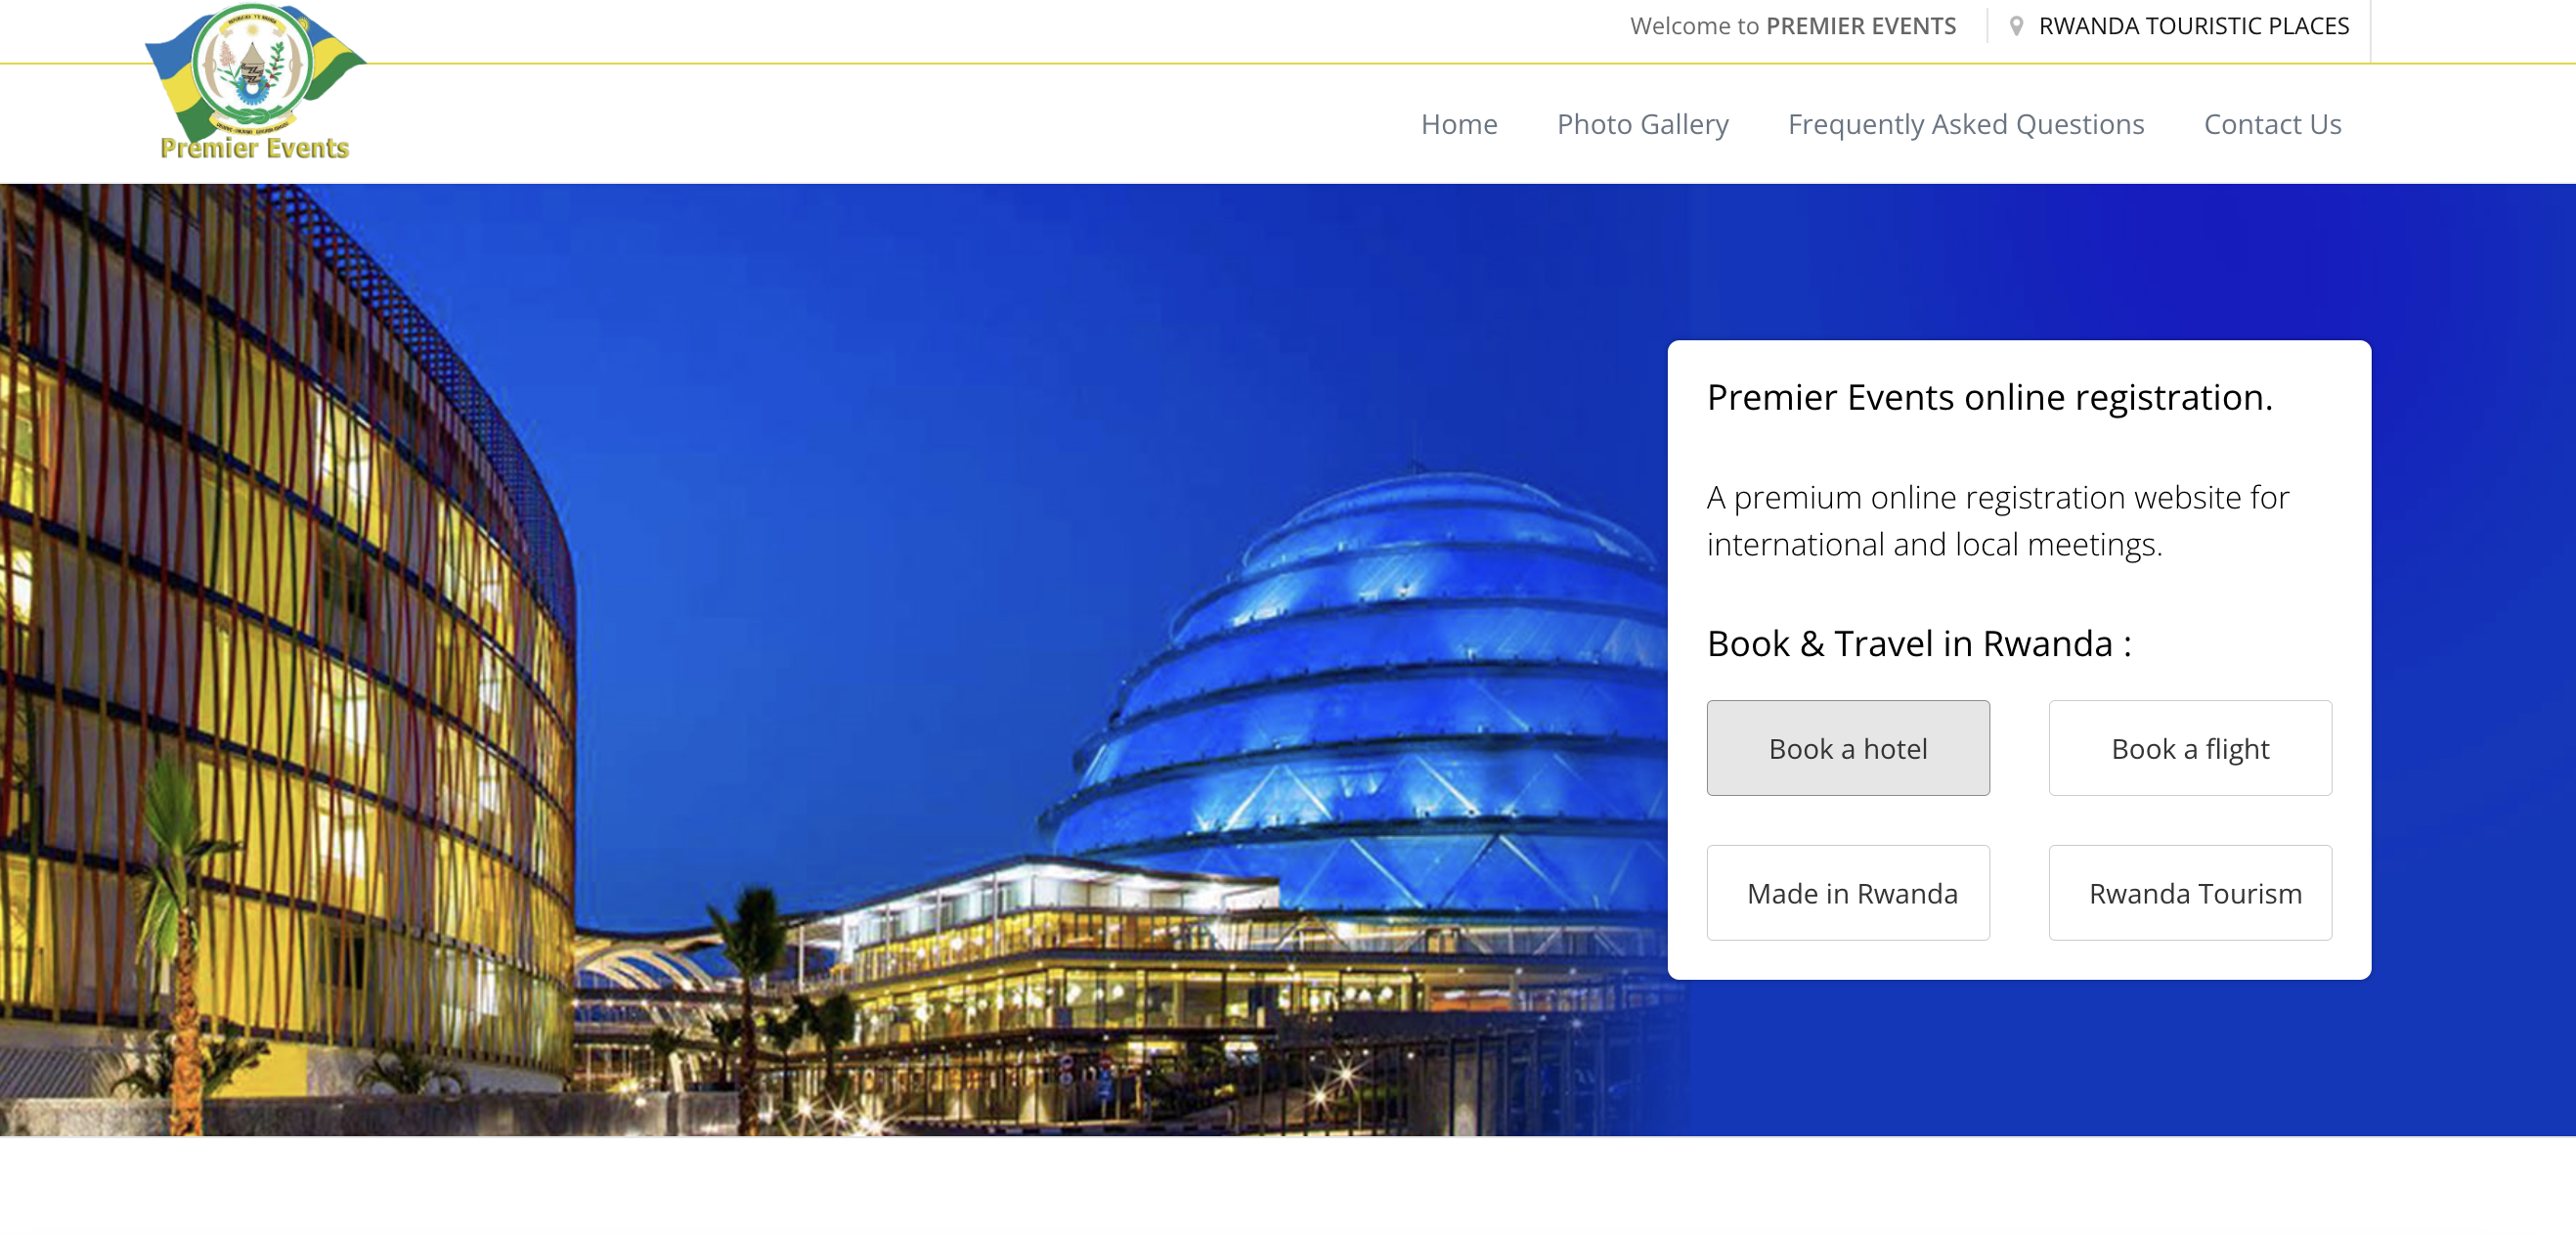 Welcome to PREMIER EVENTS
RWANDA TOURISTIC PLACES
Premier Events
Home
Photo Gallery
Frequently Asked Questions
Contact Us
Premier Events online registration.
A premium online registration website for
international and local meetings.
Book & Travel in Rwanda :
Book a hotel
Book a flight
Made in Rwanda
Rwanda Tourism